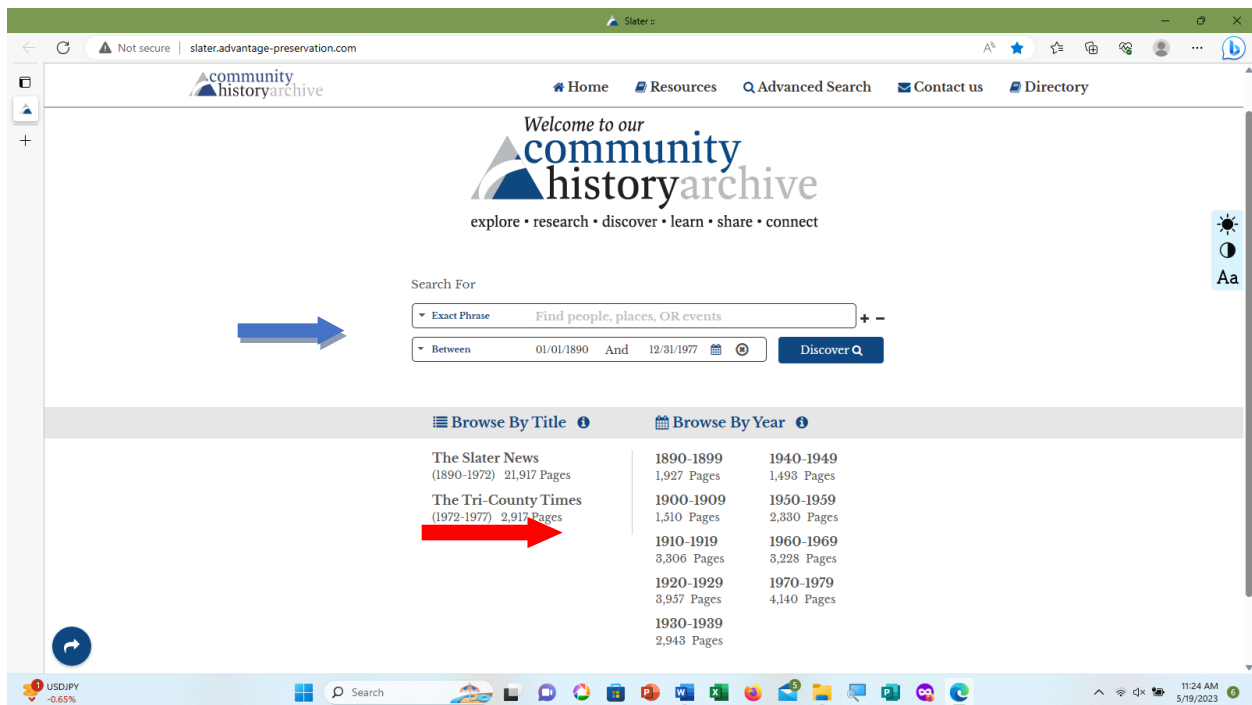 Slater ::
Not secure | slater.advantage-preservation.com
community
historyarchive
Home Resources Advanced Search Contact us Directory
Welcome to our
community
historyarchive
explore • research • discover • learn • share • connect
Aa
Search For
Exact Phrase Find people, places, OR events + −
Between 01/01/1890 And 12/31/1977 Discover
Browse By Title Browse By Year
The Slater News
(1890-1972) 21,917 Pages
The Tri-County Times
(1972-1977) 2,917 Pages
1890-1899 1940-1949
1,927 Pages 1,493 Pages
1900-1909 1950-1959
1,510 Pages 2,330 Pages
1910-1919 1960-1969
3,306 Pages 3,228 Pages
1920-1929 1970-1979
3,957 Pages 4,140 Pages
1930-1939
2,943 Pages
1
USDJPY
-0.65%
Search
5
11:24 AM
5/19/2023
6